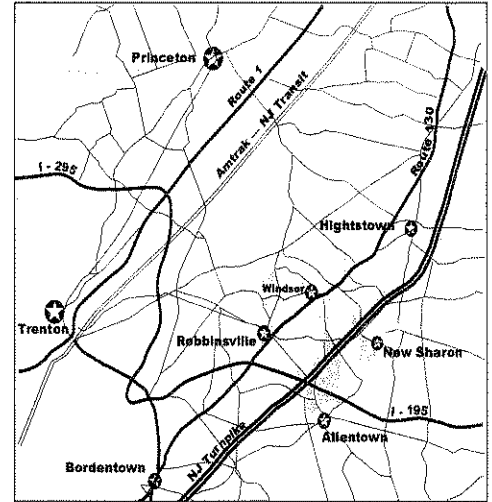 Princeton
Route 1
Amtrak -- NJ Transit
Route 130
I - 295
Hightstown
Windsor
Trenton
Robbinsville
New Sharon
I - 195
Allentown
NJ Turnpike
Bordentown